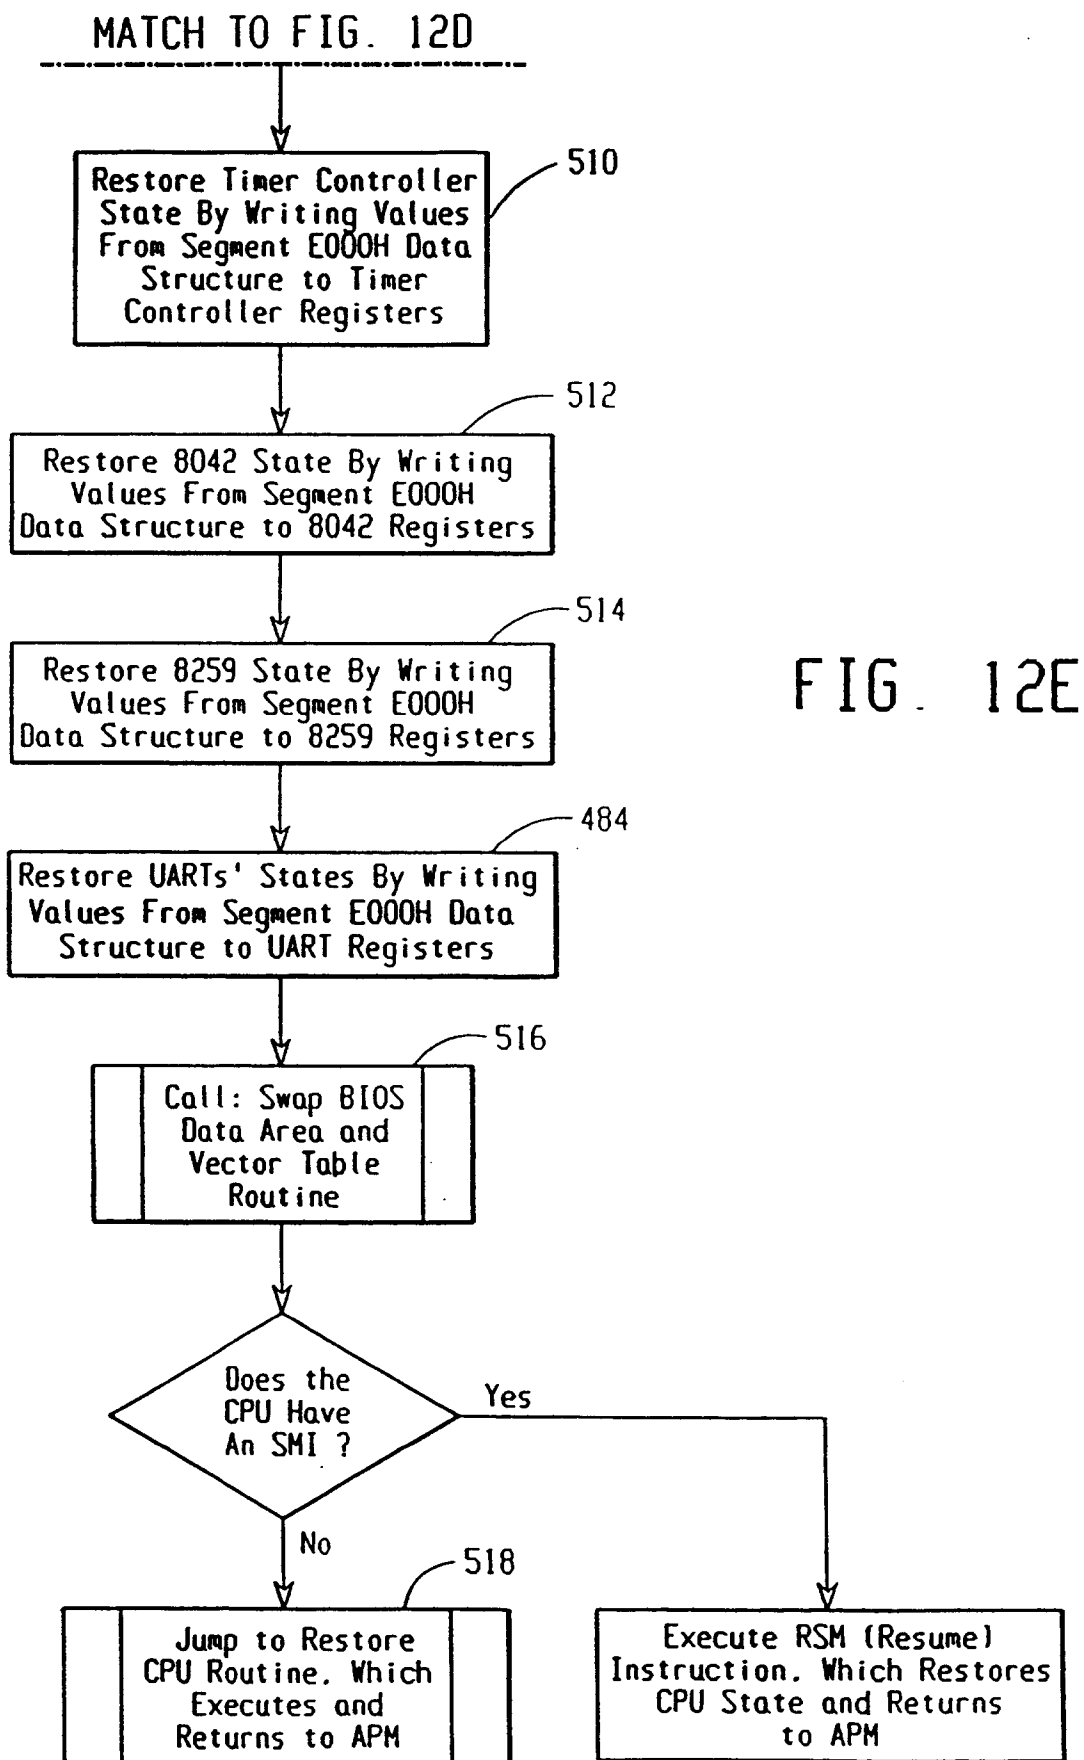 MATCH TO FIG. 12D
510
Restore Timer Controller
State By Writing Values
From Segment E000H Data
Structure to Timer
Controller Registers
512
Restore 8042 State By Writing
Values From Segment E000H
Data Structure to 8042 Registers
514
Restore 8259 State By Writing
Values From Segment E000H
Data Structure to 8259 Registers
FIG. 12E
484
Restore UARTs' States By Writing
Values From Segment E000H Data
Structure to UART Registers
516
Call: Swap BIOS
Data Area and
Vector Table
Routine
Does the
CPU Have
An SMI ?
Yes
No
518
Jump to Restore
CPU Routine. Which
Executes and
Returns to APM
Execute RSM (Resume)
Instruction. Which Restores
CPU State and Returns
to APM